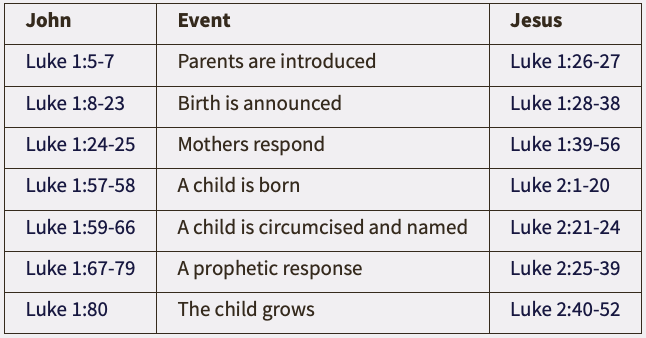 John Event Jesus
Luke 1:5-7 Parents are introduced Luke 1:26-27
Luke 1:8-23 Birth is announced Luke 1:28-38
Luke 1:24-25 Mothers respond Luke 1:39-56
Luke 1:57-58 A child is born Luke 2:1-20
Luke 1:59-66 A child is circumcised and named Luke 2:21-24
Luke 1:67-79 A prophetic response Luke 2:25-39
Luke 1:80 The child grows Luke 2:40-52